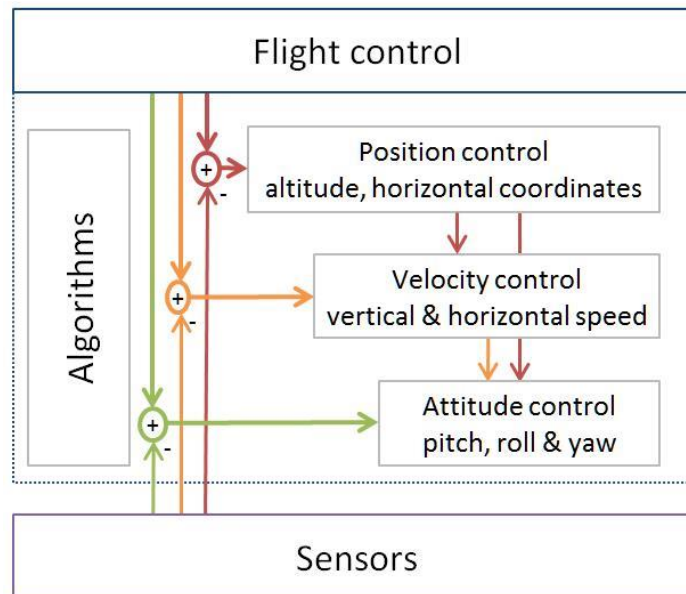 Flight control
Algorithms
+
-
Position control
altitude, horizontal coordinates
+
-
Velocity control
vertical & horizontal speed
+
-
Attitude control
pitch, roll & yaw
Sensors